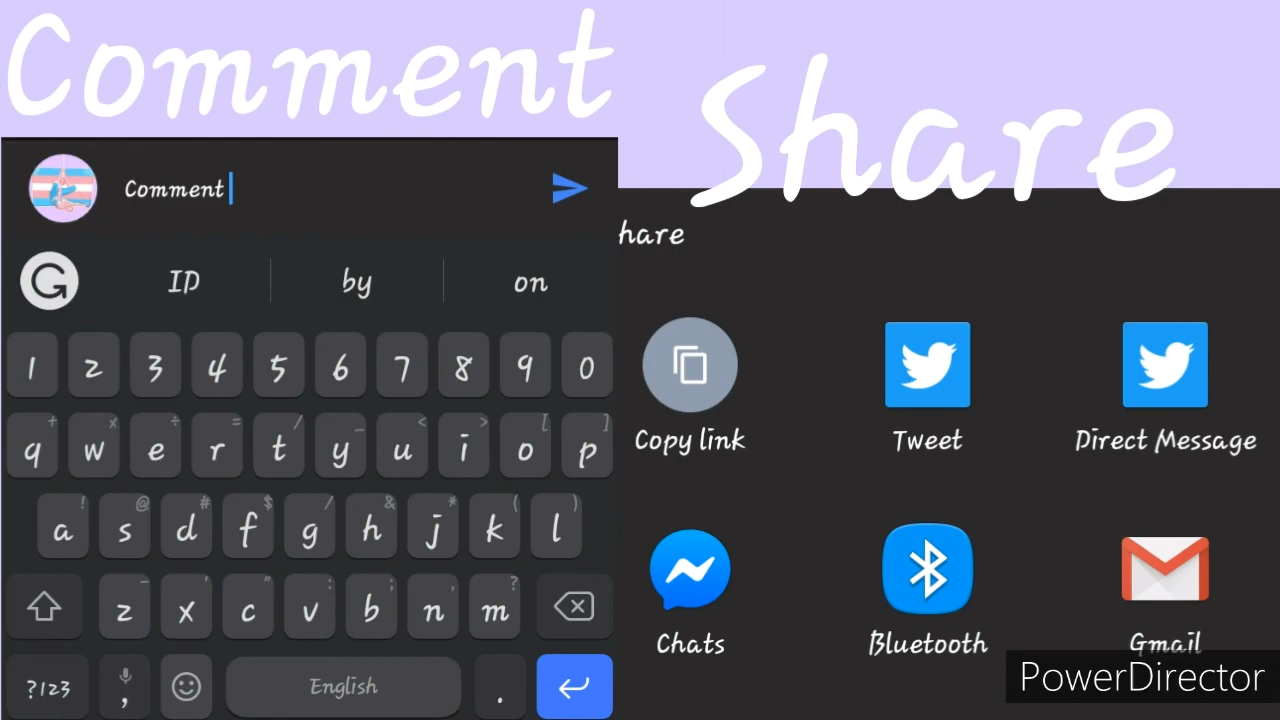 Comment
Share
Comment
ID by on
1 2 3 4 5 6 7 8 9 0
+ × ÷ = / _ < > [ ]
q w e r t y u i o p
! @ # $ / & * ( )
a s d f g h j k l
- ' " : ; , ?
z x c v b n m
?123 , English .
hare
Copy link Tweet Direct Message
Chats Bluetooth Gmail
PowerDirector